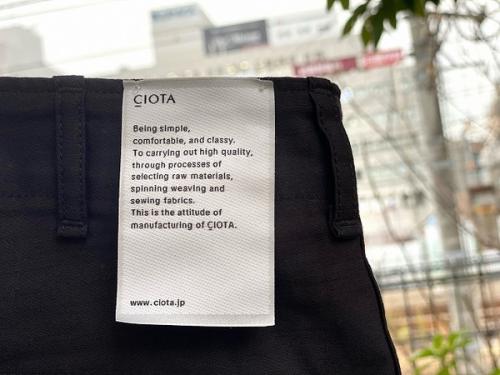 ÇIOTA
Being simple,
comfortable, and classy.
To carrying out high quality,
through processes of
selecting raw materials,
spinning weaving and
sewing fabrics.
This is the attitude of
manufacturing of ÇIOTA.
www.ciota.jp